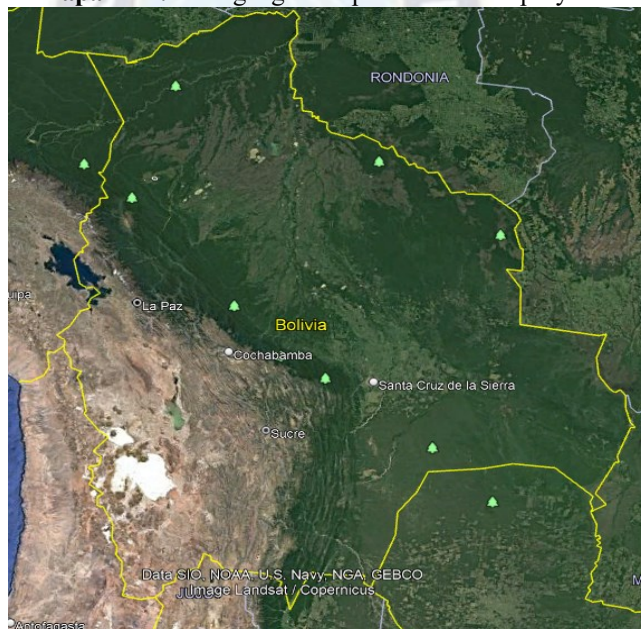 RONDONIA
uipa
La Paz
Bolivia
Cochabamba
Santa Cruz de la Sierra
Sucre
Data SIO, NOAA, U.S. Navy, NGA, GEBCO
Image Landsat / Copernicus
M
Antofagasta